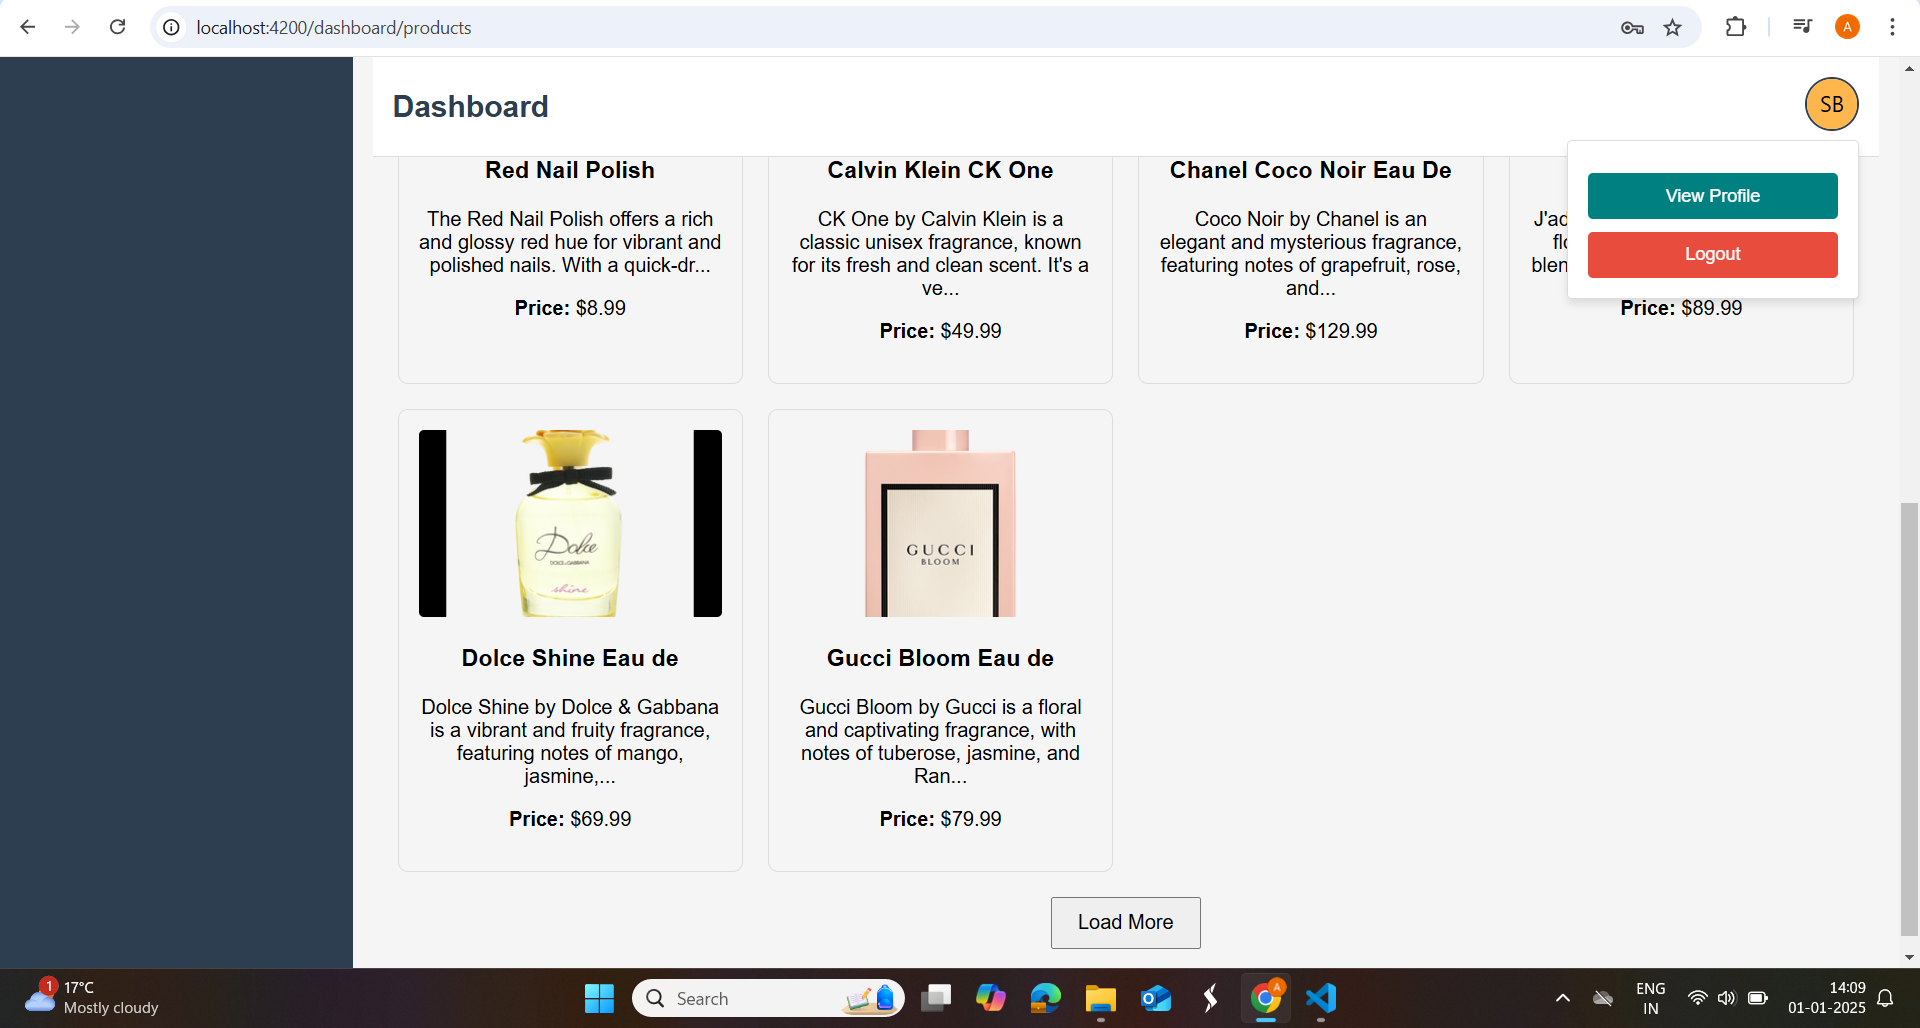 localhost:4200/dashboard/products
A
Dashboard
SB
View Profile
Logout
Red Nail Polish
The Red Nail Polish offers a rich
and glossy red hue for vibrant and
polished nails. With a quick-dr...
Price: $8.99
Calvin Klein CK One
CK One by Calvin Klein is a
classic unisex fragrance, known
for its fresh and clean scent. It's a
ve...
Price: $49.99
Chanel Coco Noir Eau De
Coco Noir by Chanel is an
elegant and mysterious fragrance,
featuring notes of grapefruit, rose,
and...
Price: $129.99
Price: $89.99
Dolce
DOLCE & GABBANA
shine
Dolce Shine Eau de
Dolce Shine by Dolce & Gabbana
is a vibrant and fruity fragrance,
featuring notes of mango,
jasmine,...
Price: $69.99
GUCCI
BLOOM
Gucci Bloom Eau de
Gucci Bloom by Gucci is a floral
and captivating fragrance, with
notes of tuberose, jasmine, and
Ran...
Price: $79.99
Load More
1
17°C
Mostly cloudy
Search
A
ENG
IN
14:09
01-01-2025